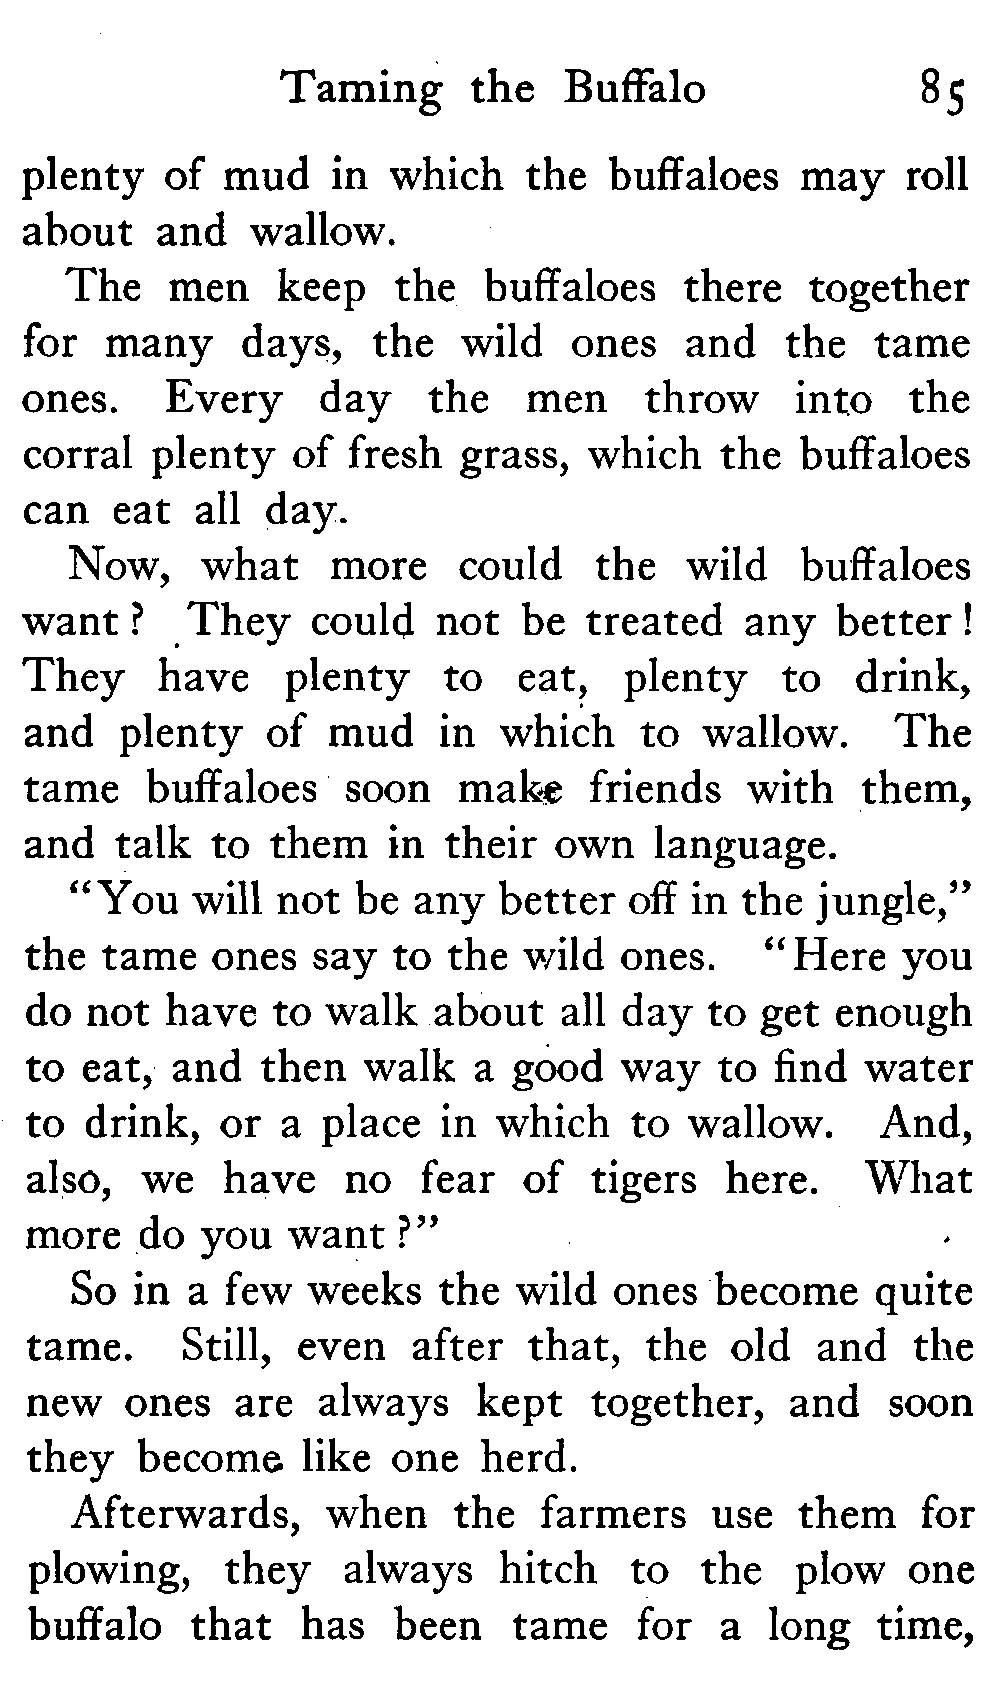 Taming the Buffalo 85
plenty of mud in which the buffaloes may roll
about and wallow.
The men keep the buffaloes there together
for many days, the wild ones and the tame
ones. Every day the men throw into the
corral plenty of fresh grass, which the buffaloes
can eat all day.
Now, what more could the wild buffaloes
want? They could not be treated any better!
They have plenty to eat, plenty to drink,
and plenty of mud in which to wallow. The
tame buffaloes soon make friends with them,
and talk to them in their own language.
“You will not be any better off in the jungle,”
the tame ones say to the wild ones. “Here you
do not have to walk about all day to get enough
to eat, and then walk a good way to find water
to drink, or a place in which to wallow. And,
also, we have no fear of tigers here. What
more do you want?”
So in a few weeks the wild ones become quite
tame. Still, even after that, the old and the
new ones are always kept together, and soon
they become like one herd.
Afterwards, when the farmers use them for
plowing, they always hitch to the plow one
buffalo that has been tame for a long time,